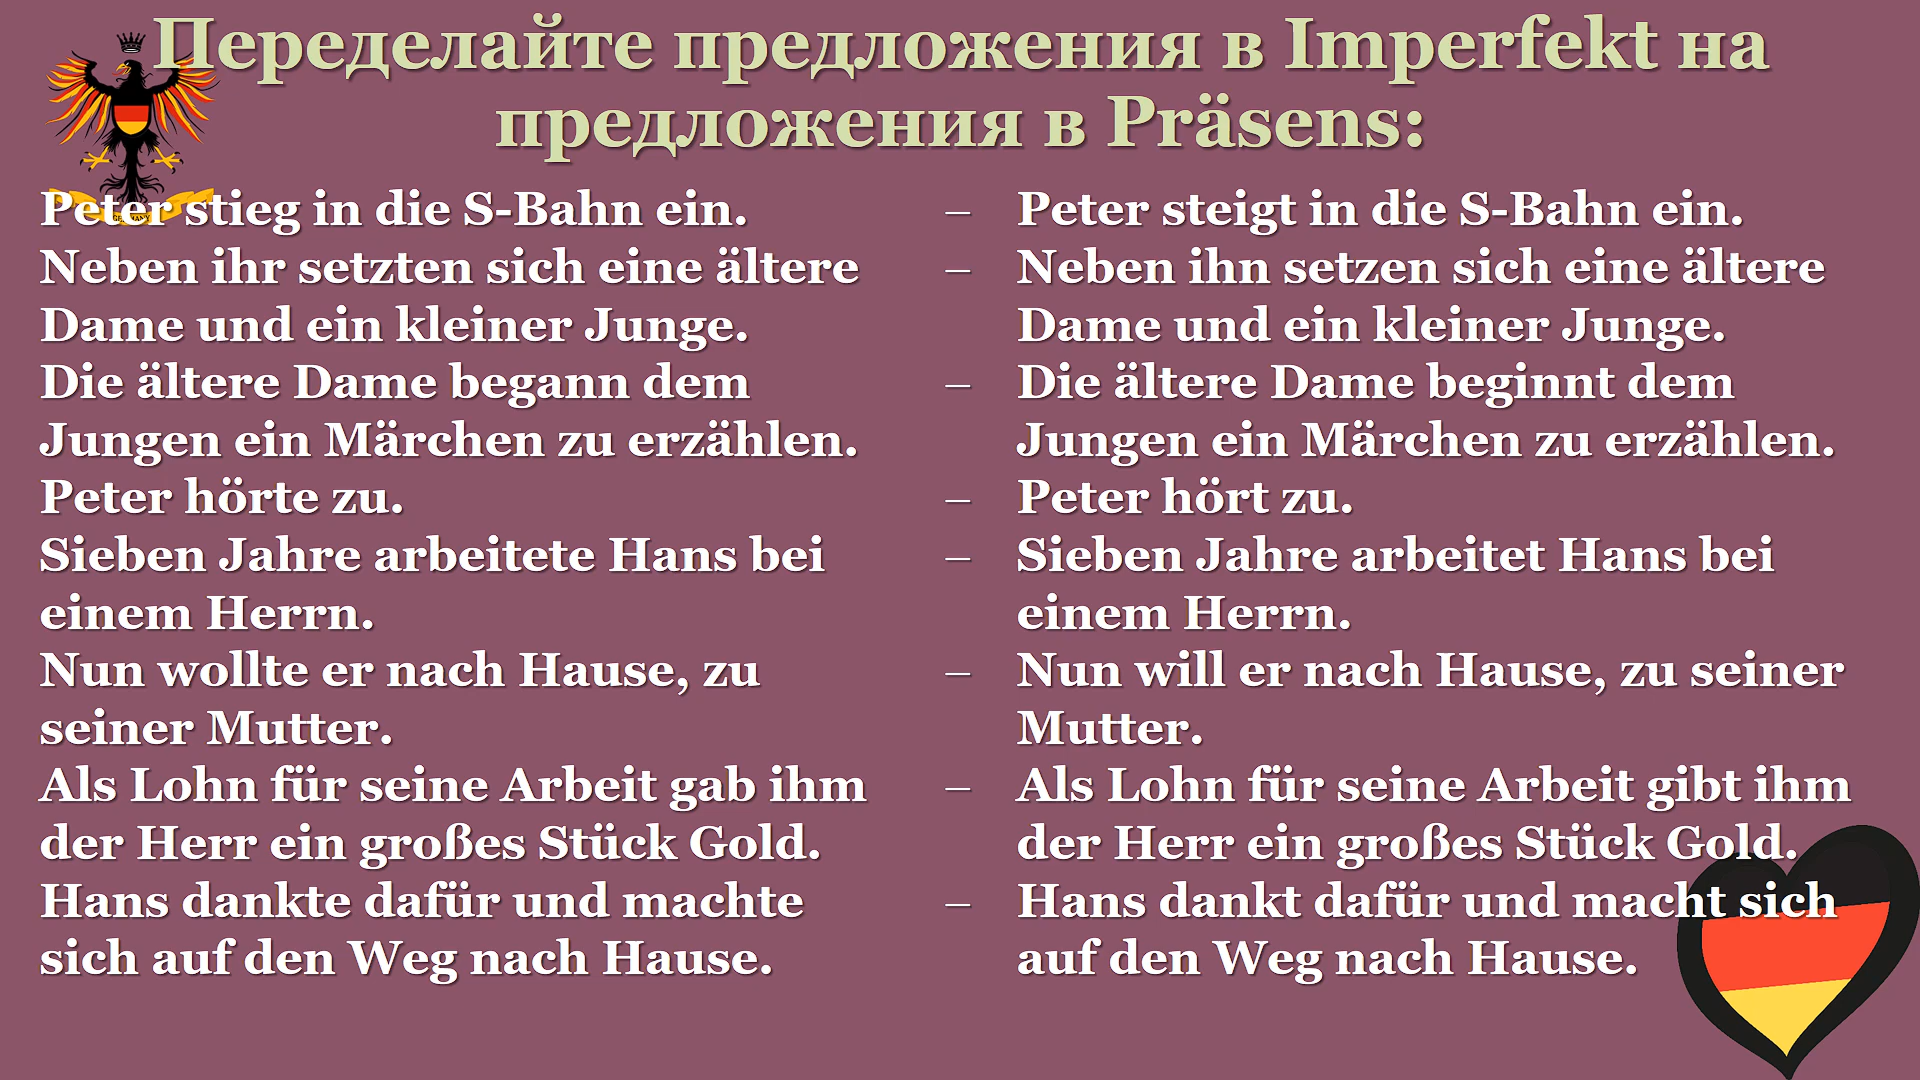 Переделайте предложения в Imperfekt на
предложения в Präsens:
Peter stieg in die S-Bahn ein.
Neben ihr setzten sich eine ältere
Dame und ein kleiner Junge.
Die ältere Dame begann dem
Jungen ein Märchen zu erzählen.
Peter hörte zu.
Sieben Jahre arbeitete Hans bei
einem Herrn.
Nun wollte er nach Hause, zu
seiner Mutter.
Als Lohn für seine Arbeit gab ihm
der Herr ein großes Stück Gold.
Hans dankte dafür und machte
sich auf den Weg nach Hause.
– Peter steigt in die S-Bahn ein.
– Neben ihn setzen sich eine ältere
Dame und ein kleiner Junge.
– Die ältere Dame beginnt dem
Jungen ein Märchen zu erzählen.
– Peter hört zu.
– Sieben Jahre arbeitet Hans bei
einem Herrn.
– Nun will er nach Hause, zu seiner
Mutter.
– Als Lohn für seine Arbeit gibt ihm
der Herr ein großes Stück Gold.
– Hans dankt dafür und macht sich
auf den Weg nach Hause.